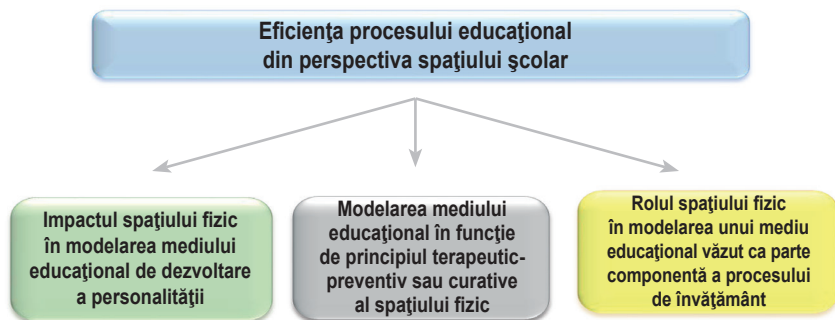 Eficienţa procesului educaţional
din perspectiva spaţiului şcolar
Impactul spaţiului fizic
în modelarea mediului
educaţional de dezvoltare
a personalităţii
Modelarea mediului
educaţional în funcţie
de principiul terapeutic-
preventiv sau curative
al spaţiului fizic
Rolul spaţiului fizic
în modelarea unui mediu
educaţional văzut ca parte
componentă a procesului
de învăţământ